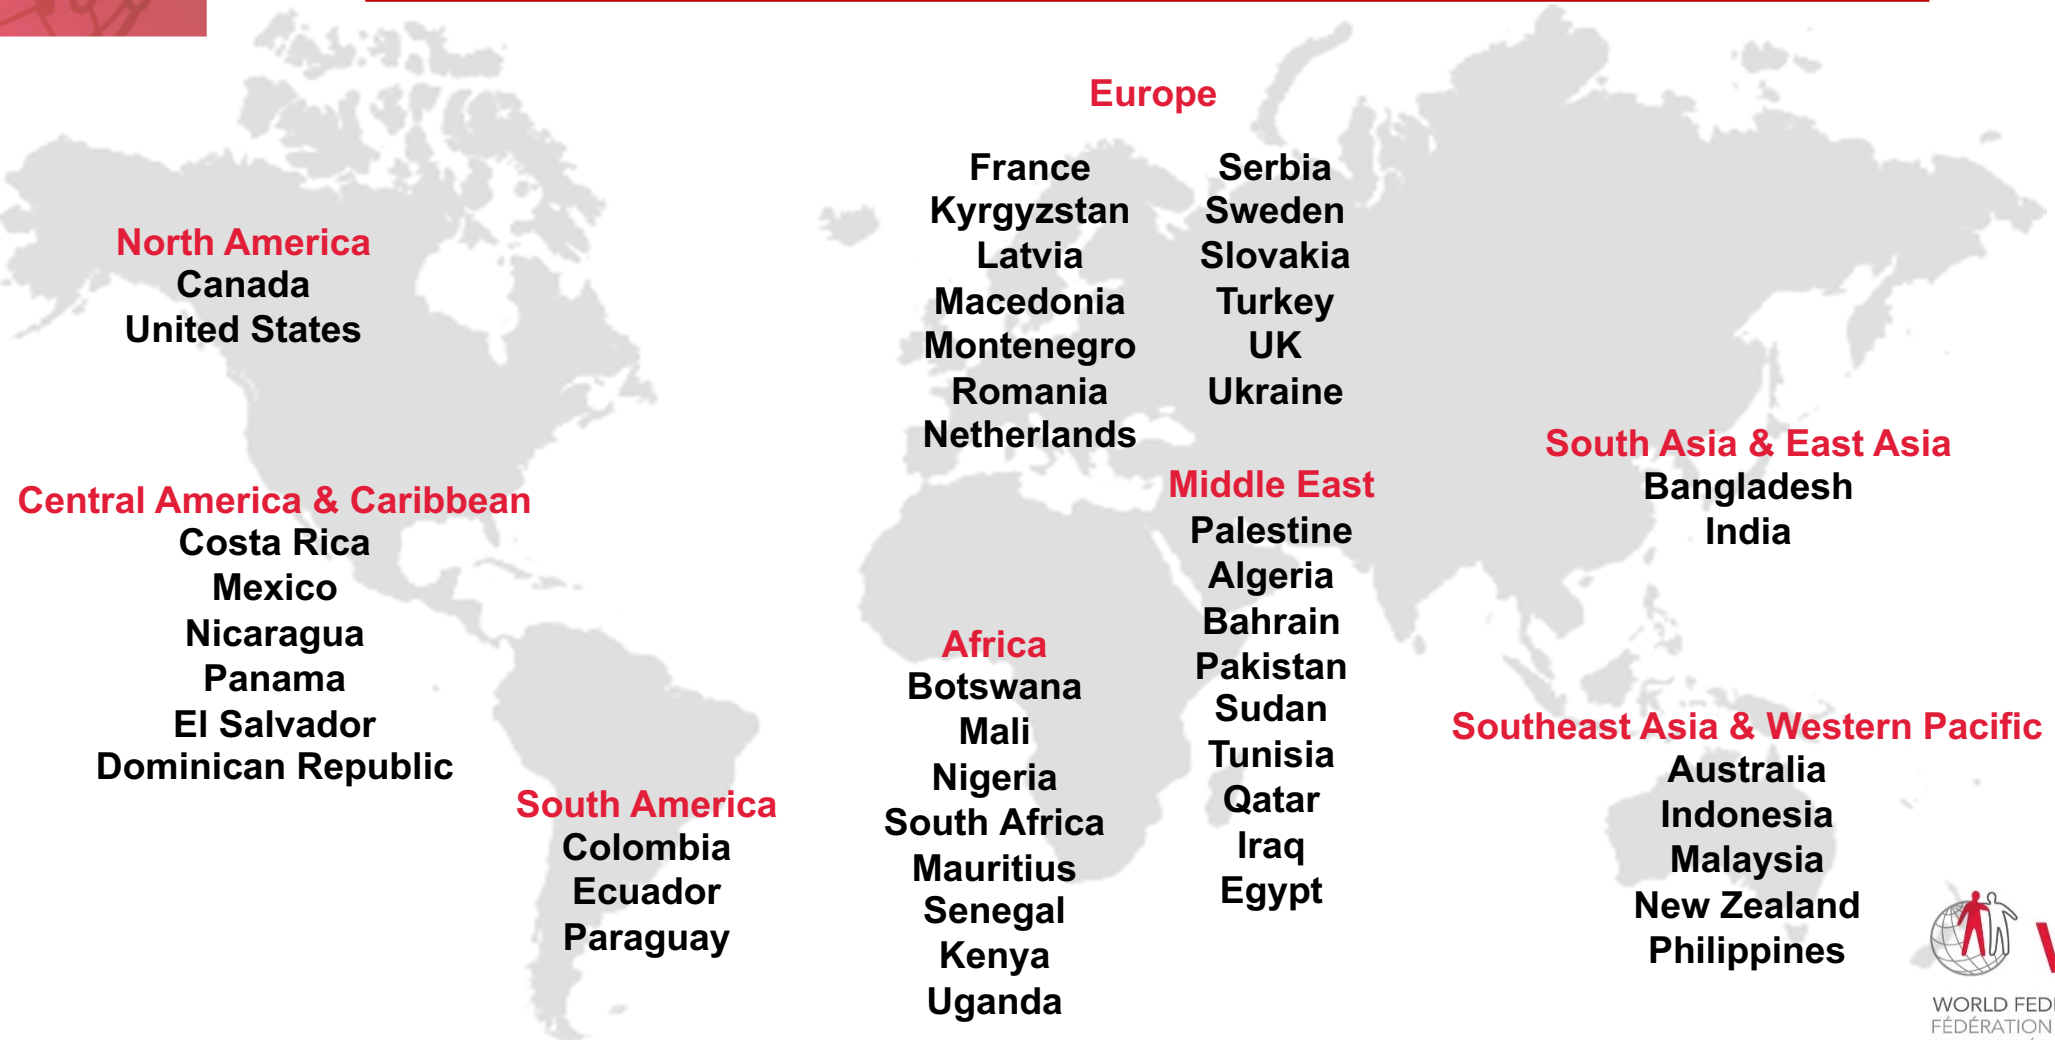 Europe
France
Kyrgyzstan
Latvia
Macedonia
Montenegro
Romania
Netherlands
Serbia
Sweden
Slovakia
Turkey
UK
Ukraine
North America
Canada
United States
Central America & Caribbean
Costa Rica
Mexico
Nicaragua
Panama
El Salvador
Dominican Republic
South America
Colombia
Ecuador
Paraguay
Africa
Botswana
Mali
Nigeria
South Africa
Mauritius
Senegal
Kenya
Uganda
Middle East
Palestine
Algeria
Bahrain
Pakistan
Sudan
Tunisia
Qatar
Iraq
Egypt
South Asia & East Asia
Bangladesh
India
Southeast Asia & Western Pacific
Australia
Indonesia
Malaysia
New Zealand
Philippines
WORLD
FÉDÉRATION